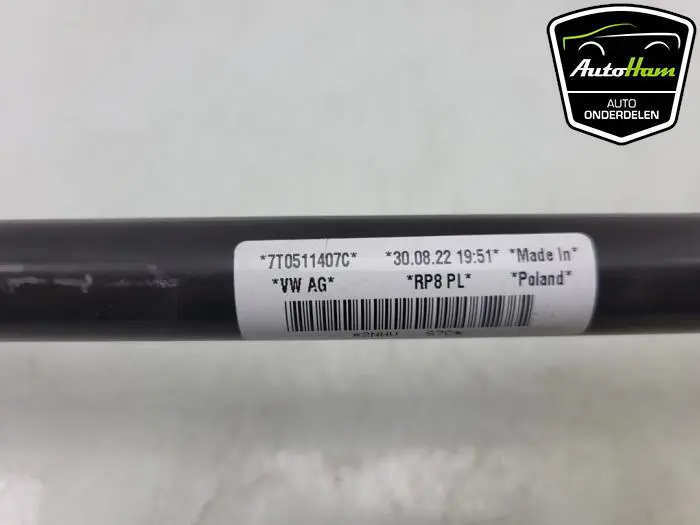 AutoHam
AUTO
ONDERDELEN
*7T0511407C* *30.08.22 19:51* *Made In*
*VW AG* *RP8 PL* *Poland*